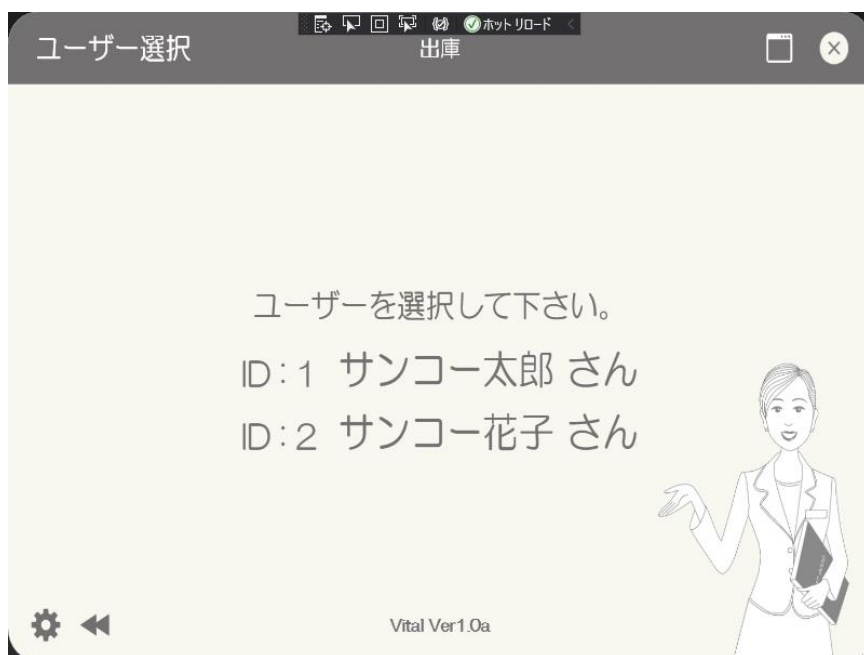 ホット リロード
ユーザー選択
出庫
ユーザーを選択して下さい。
ID：1 サンコー太郎 さん
ID：2 サンコー花子 さん
Vital Ver1.0a